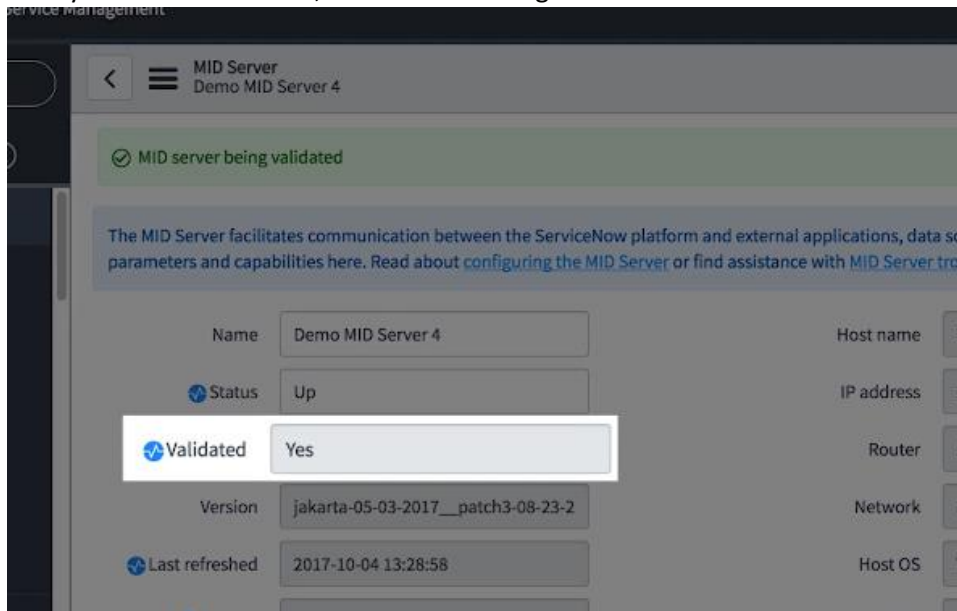 Service Management
MID Server
Demo MID Server 4
MID server being validated
The MID Server facilitates communication between the ServiceNow platform and external applications, data
parameters and capabilities here. Read about configuring the MID Server or find assistance with MID Server
Name Demo MID Server 4 Host name
Status Up IP address
Validated Yes Router
Version jakarta-05-03-2017__patch3-08-23-2 Network
Last refreshed 2017-10-04 13:28:58 Host OS